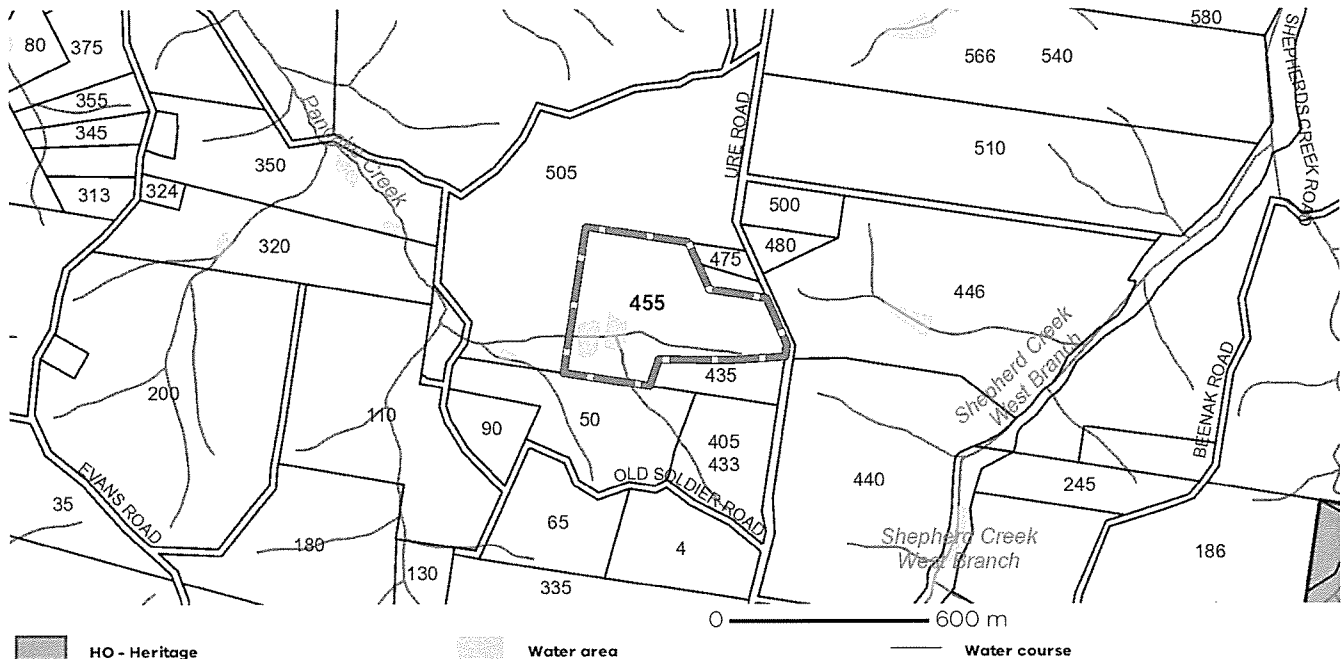 580
80
375
566
540
SHEPHERDS CREEK ROAD
355
345
URE ROAD
510
350
505
313
324
500
320
475
480
455
446
Shepherd Creek
West Branch
200
110
435
BEENAK ROAD
90
50
405
433
EVANS ROAD
OLD SOLDIER ROAD
440
245
35
65
180
4
Shepherd Creek
West Branch
186
130
335
0
600 m
HO - Heritage
Water area
Water course